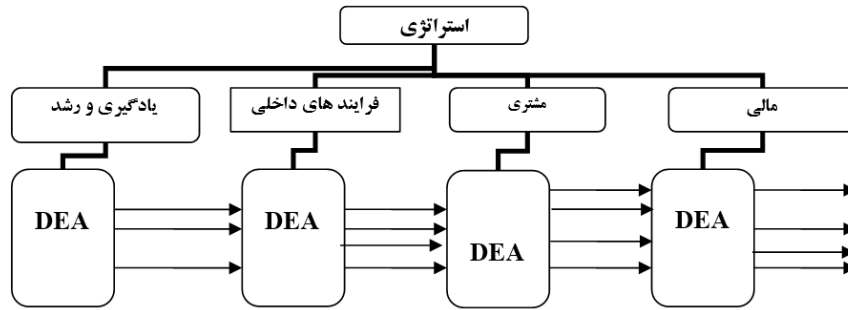 استراتژی
مالی
مشتری
فرایند های داخلی
یادگیری و رشد
DEA
DEA
DEA
DEA